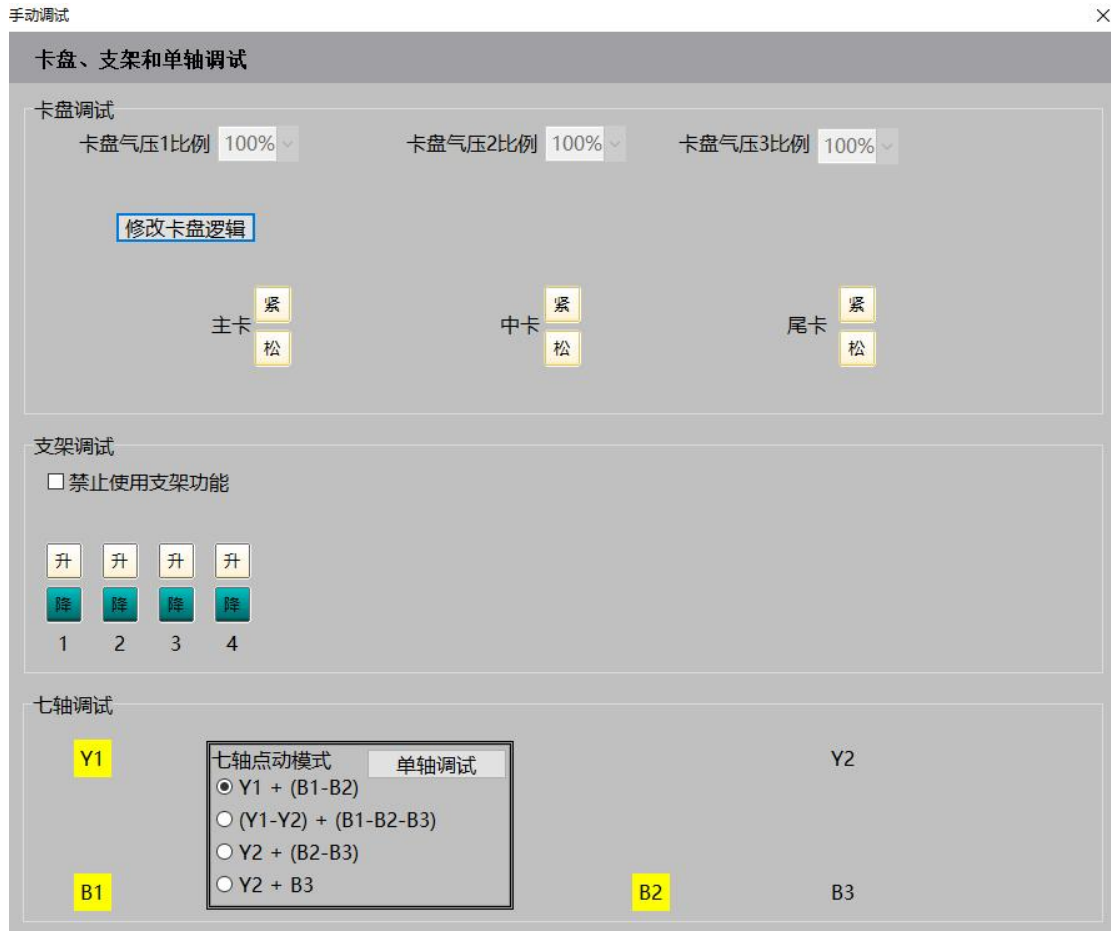 手动调试
卡盘、支架和单轴调试
卡盘调试
卡盘气压1比例 100% 卡盘气压2比例 100% 卡盘气压3比例 100%
修改卡盘逻辑
紧 紧 紧
主卡 中卡 尾卡
松 松 松
支架调试
禁止使用支架功能
升 升 升 升
降 降 降 降
1 2 3 4
七轴调试
Y1 七轴点动模式 单轴调试 Y2
Y1 + (B1-B2)
(Y1-Y2) + (B1-B2-B3)
Y2 + (B2-B3)
Y2 + B3
B1 B2 B3